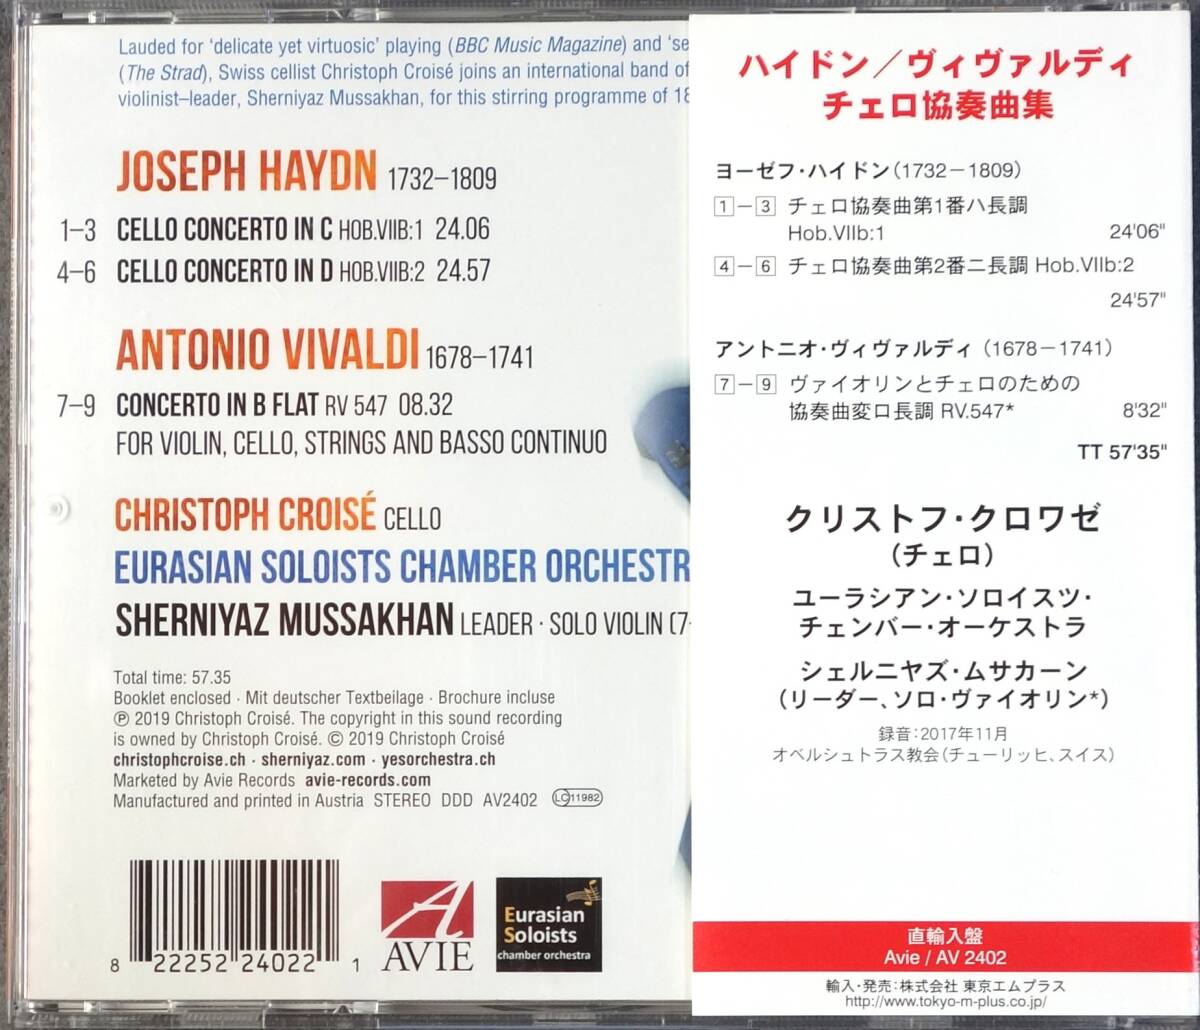 Lauded for ‘delicate yet virtuosic’ playing (BBC Music Magazine) and ‘se
(The Strad), Swiss cellist Christoph Croisé joins an international band of
violinist–leader, Sherniyaz Mussakhan, for this stirring programme of 18
JOSEPH HAYDN 1732–1809
1–3 CELLO CONCERTO IN C HOB.VIIB:1 24.06
4–6 CELLO CONCERTO IN D HOB.VIIB:2 24.57
ANTONIO VIVALDI 1678–1741
7–9 CONCERTO IN B FLAT RV 547 08.32
FOR VIOLIN, CELLO, STRINGS AND BASSO CONTINUO
CHRISTOPH CROISÉ CELLO
EURASIAN SOLOISTS CHAMBER ORCHESTR
SHERNIYAZ MUSSAKHAN LEADER · SOLO VIOLIN (7-
Total time: 57.35
Booklet enclosed · Mit deutscher Textbeilage · Brochure incluse
℗ 2019 Christoph Croisé. The copyright in this sound recording
is owned by Christoph Croisé. © 2019 Christoph Croisé
christophcroise.ch · sherniyaz.com · yesorchestra.ch
Marketed by Avie Records avie-records.com
Manufactured and printed in Austria STEREO DDD AV2402 LC 11982
8 22252 24022 1
AVIE
Eurasian
Soloists
chamber orchestra
ハイドン/ヴィヴァルディ
チェロ協奏曲集
ヨーゼフ・ハイドン(1732－1809)
1－3 チェロ協奏曲第1番ハ長調
Hob.VIIb:1 24'06"
4－6 チェロ協奏曲第2番ニ長調 Hob.VIIb:2
24'57"
アントニオ・ヴィヴァルディ (1678－1741)
7－9 ヴァイオリンとチェロのための
協奏曲変ロ長調 RV.547* 8'32"
TT 57'35"
クリストフ・クロワゼ
(チェロ)
ユーラシアン・ソロイスツ・
チェンバー・オーケストラ
シェルニヤズ・ムサカーン
(リーダー、ソロ・ヴァイオリン*)
録音:2017年11月
オベルシュトラス教会(チューリッヒ、スイス)
直輸入盤
Avie / AV 2402
輸入・発売:株式会社 東京エムプラス
http://www.tokyo-m-plus.co.jp/